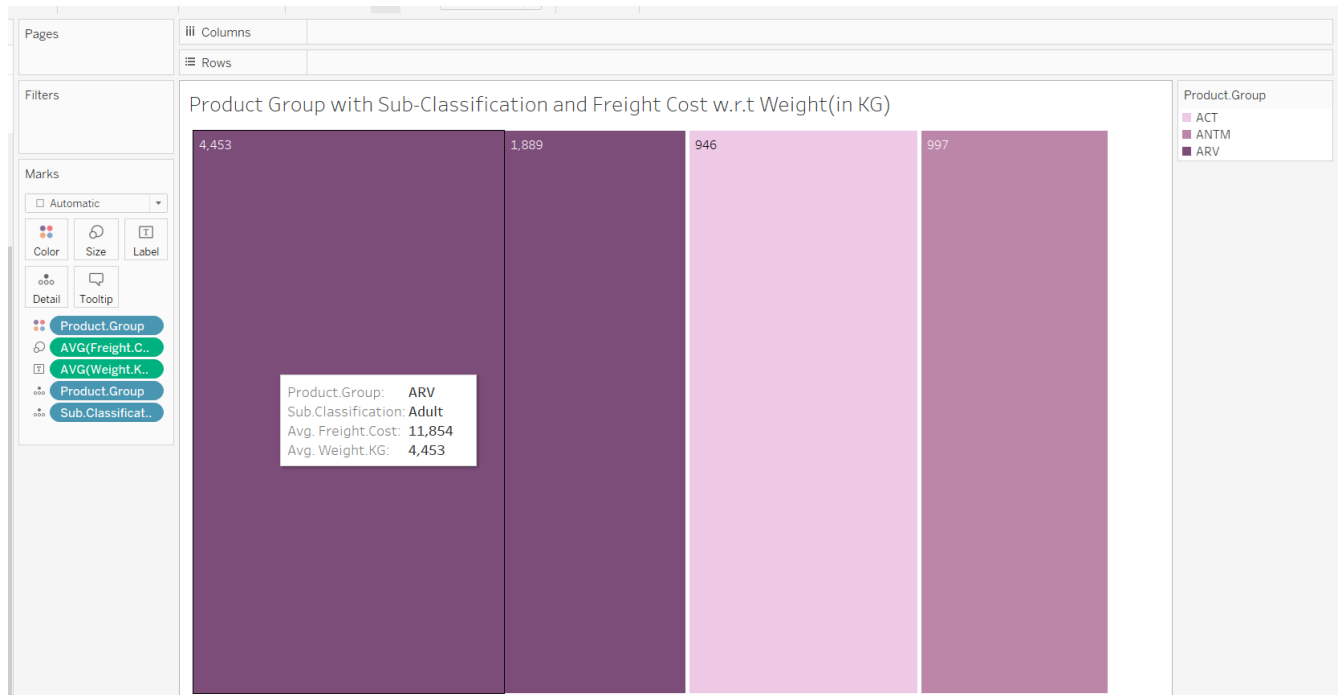 Pages
Columns
Rows
Filters
Product Group with Sub-Classification and Freight Cost w.r.t Weight(in KG)
Product.Group
ACT
ANTM
ARV
4,453
1,889
946
997
Marks
Automatic
Color
Size
Label
Detail
Tooltip
Product.Group
AVG(Freight.C..
AVG(Weight.K..
Product.Group
Sub.Classificat..
Product.Group: ARV
Sub.Classification: Adult
Avg. Freight.Cost: 11,854
Avg. Weight.KG: 4,453